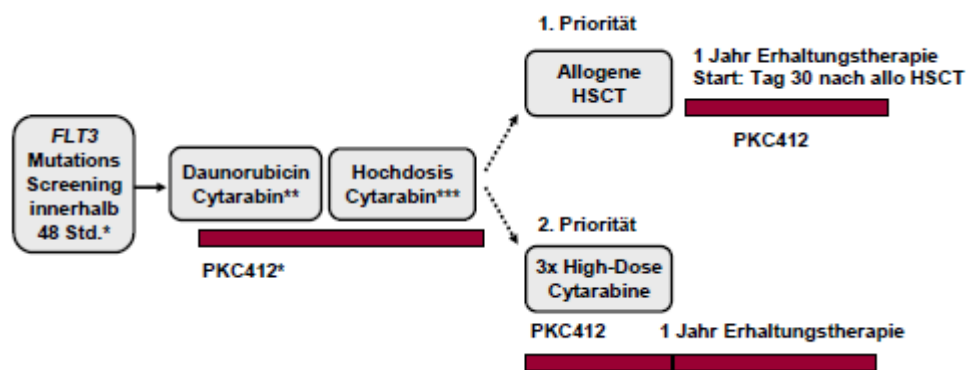 1. Priorität
Allogene
HSCT
1 Jahr Erhaltungstherapie
Start: Tag 30 nach allo HSCT
PKC412
FLT3
Mutations
Screening
innerhalb
48 Std.*
Daunorubicin
Cytarabin**
Hochdosis
Cytarabin***
PKC412*
2. Priorität
3x High-Dose
Cytarabine
PKC412
1 Jahr Erhaltungstherapie